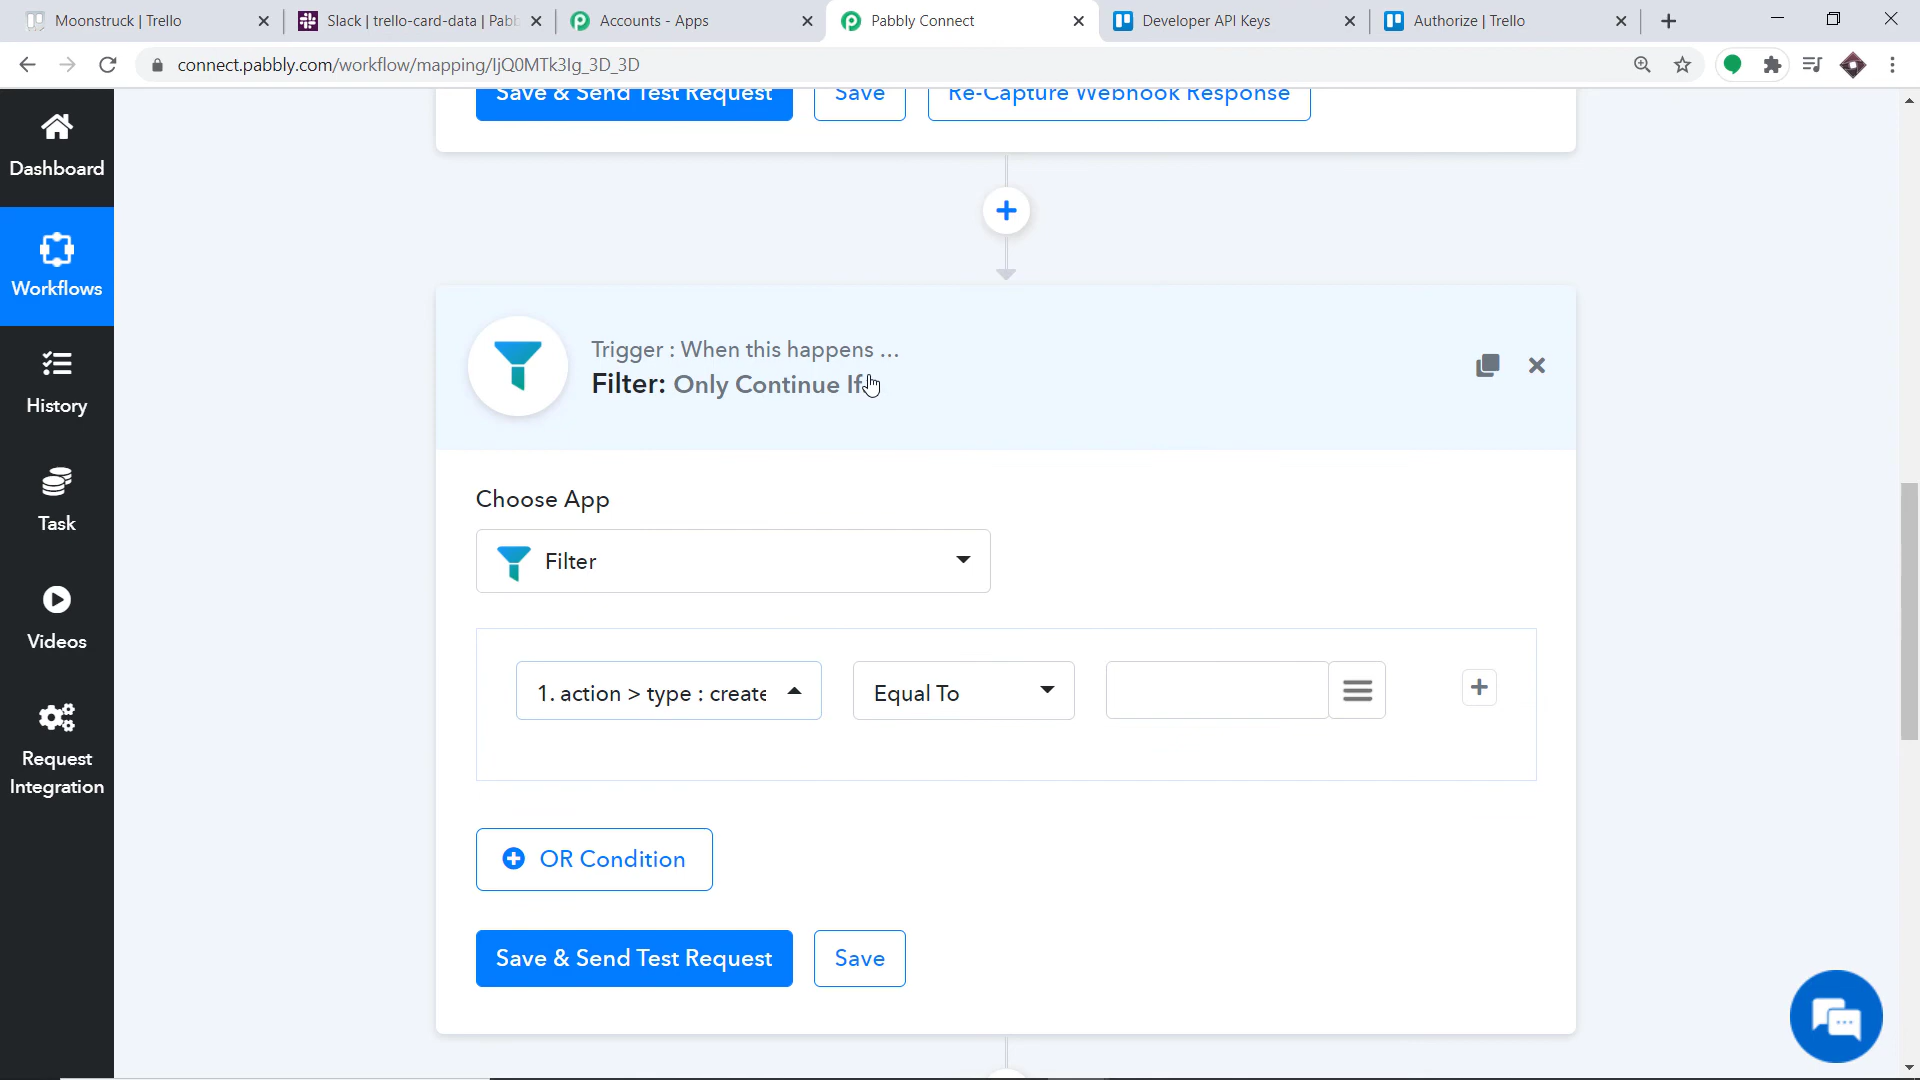 Moonstruck | Trello
Slack | trello-card-data | Pabb
Accounts - Apps
Pabbly Connect
Developer API Keys
Authorize | Trello
connect.pabbly.com/workflow/mapping/IjQ0MTk3Ig_3D_3D
Save & Send Test Request
Save
Re-Capture Webhook Response
Dashboard
Workflows
History
Task
Videos
Request
Integration
Trigger : When this happens ...
Filter: Only Continue If
Choose App
Filter
1. action > type : create
Equal To
OR Condition
Save & Send Test Request
Save